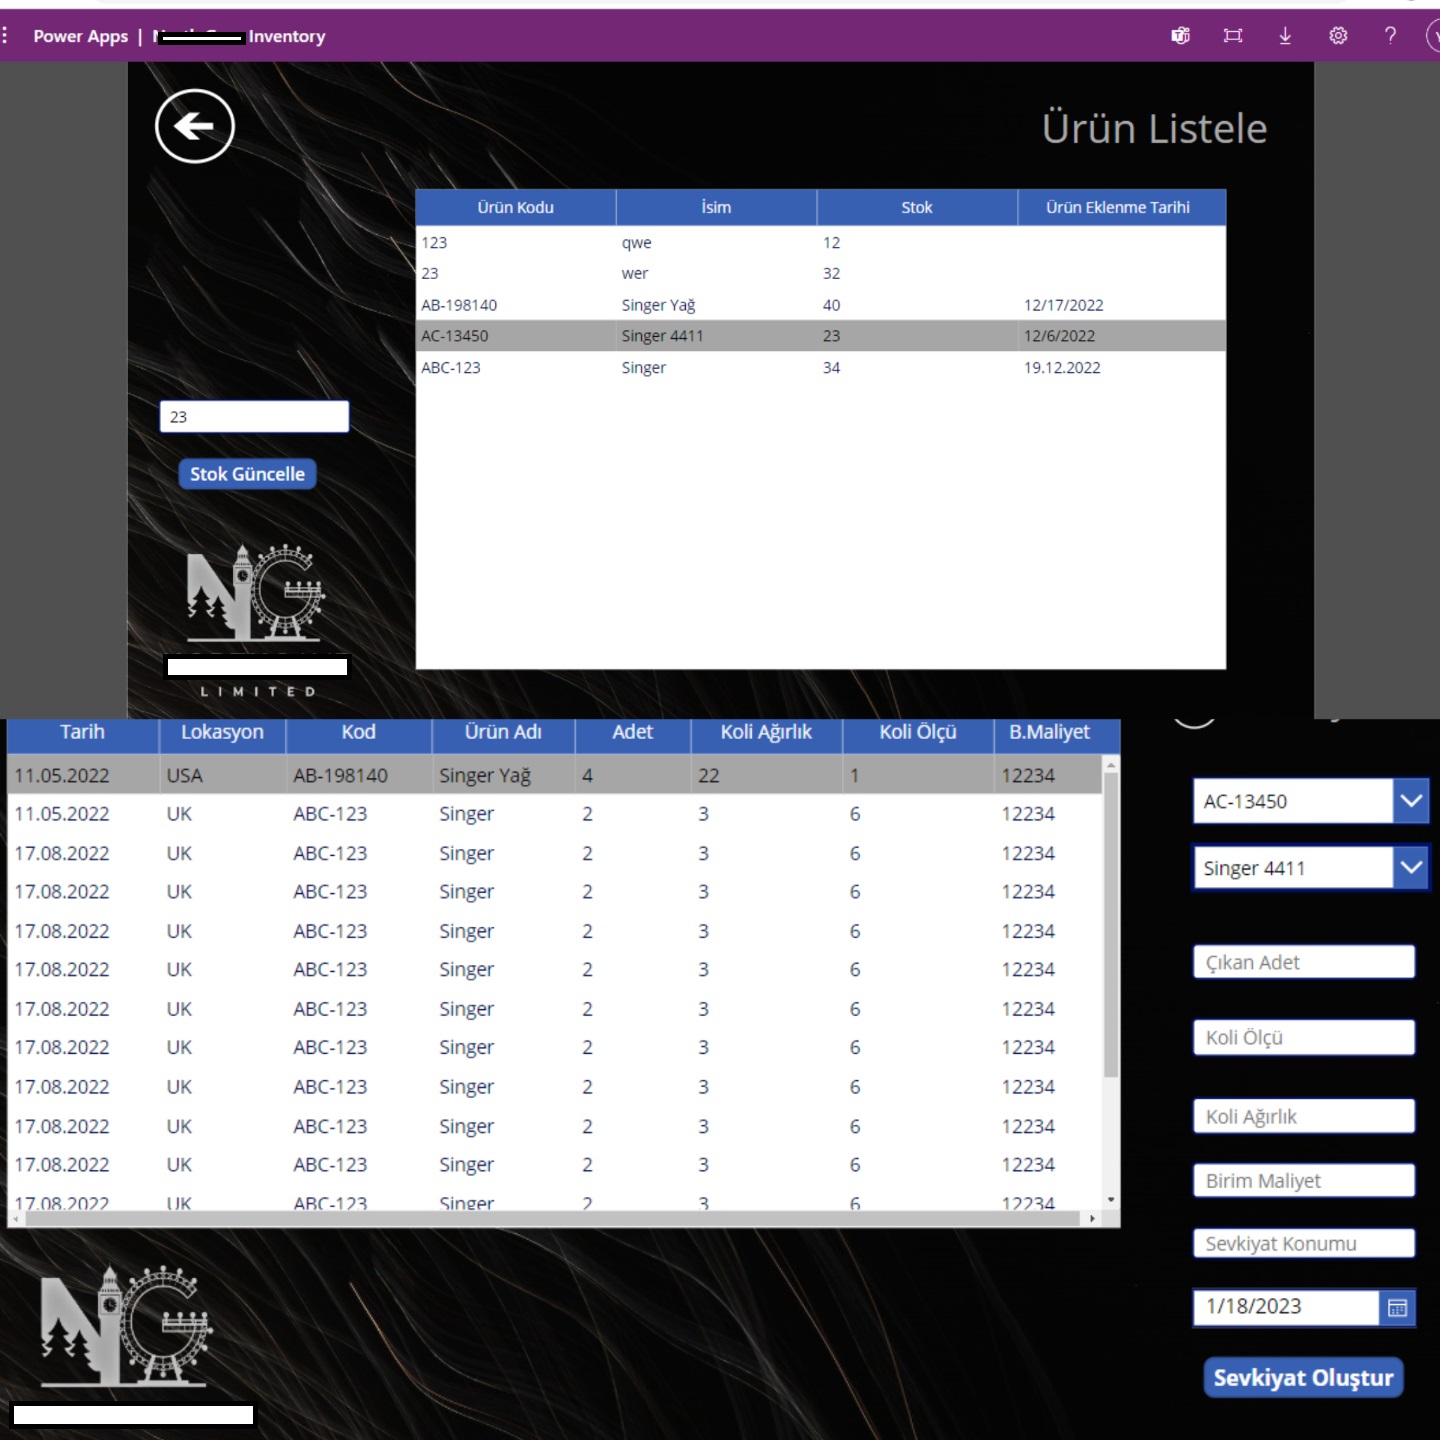 Power Apps | Inventory
Ürün Listele
Ürün Kodu İsim Stok Ürün Eklenme Tarihi
123 qwe 12
23 wer 32
AB-198140 Singer Yağ 40 12/17/2022
AC-13450 Singer 4411 23 12/6/2022
ABC-123 Singer 34 19.12.2022
23
Stok Güncelle
NG
LIMITED
Tarih Lokasyon Kod Ürün Adı Adet Koli Ağırlık Koli Ölçü B.Maliyet
11.05.2022 USA AB-198140 Singer Yağ 4 22 1 12234
11.05.2022 UK ABC-123 Singer 2 3 6 12234
17.08.2022 UK ABC-123 Singer 2 3 6 12234
17.08.2022 UK ABC-123 Singer 2 3 6 12234
17.08.2022 UK ABC-123 Singer 2 3 6 12234
17.08.2022 UK ABC-123 Singer 2 3 6 12234
17.08.2022 UK ABC-123 Singer 2 3 6 12234
17.08.2022 UK ABC-123 Singer 2 3 6 12234
17.08.2022 UK ABC-123 Singer 2 3 6 12234
17.08.2022 UK ABC-123 Singer 2 3 6 12234
17.08.2022 UK ABC-123 Singer 2 3 6 12234
17.08.2022 UK ABC-123 Singer 2 3 6 12234
AC-13450
Singer 4411
Çıkan Adet
Koli Ölçü
Koli Ağırlık
Birim Maliyet
Sevkiyat Konumu
1/18/2023
Sevkiyat Oluştur
NG